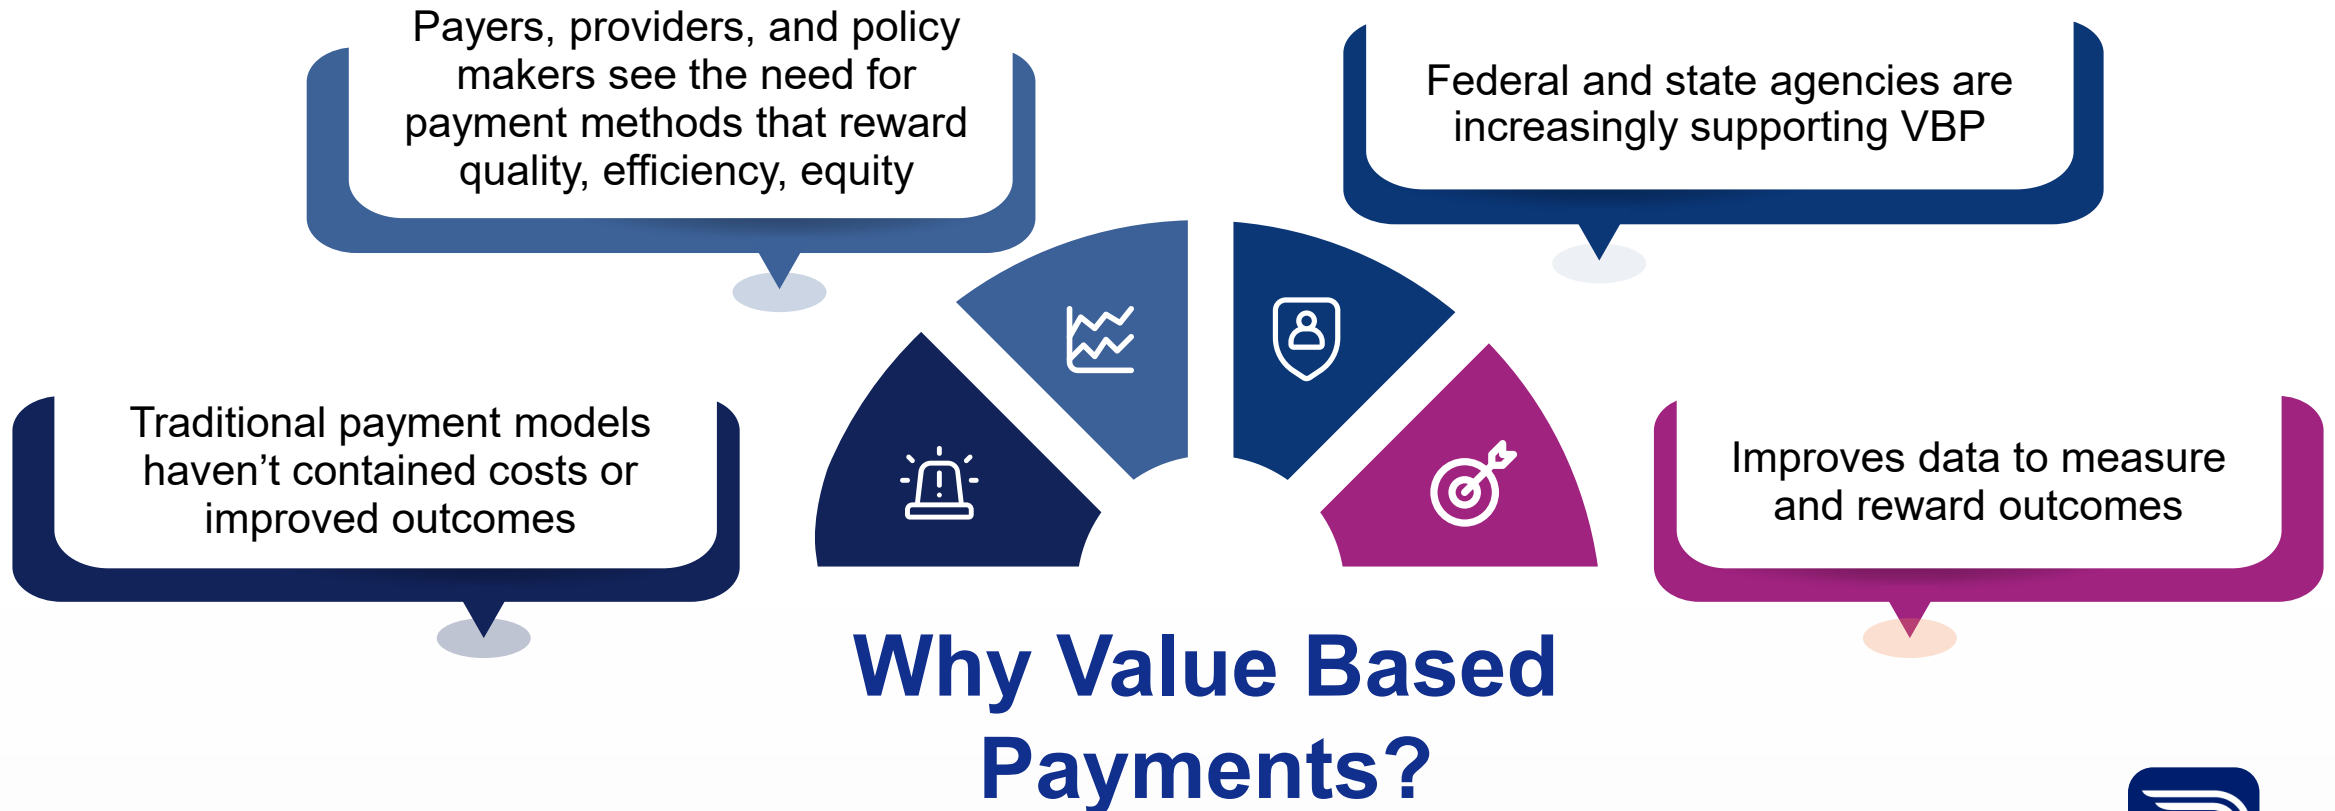 Payers, providers, and policy
makers see the need for
payment methods that reward
quality, efficiency, equity
Federal and state agencies are
increasingly supporting VBP
Traditional payment models
haven’t contained costs or
improved outcomes
Improves data to measure
and reward outcomes
Why Value Based
Payments?